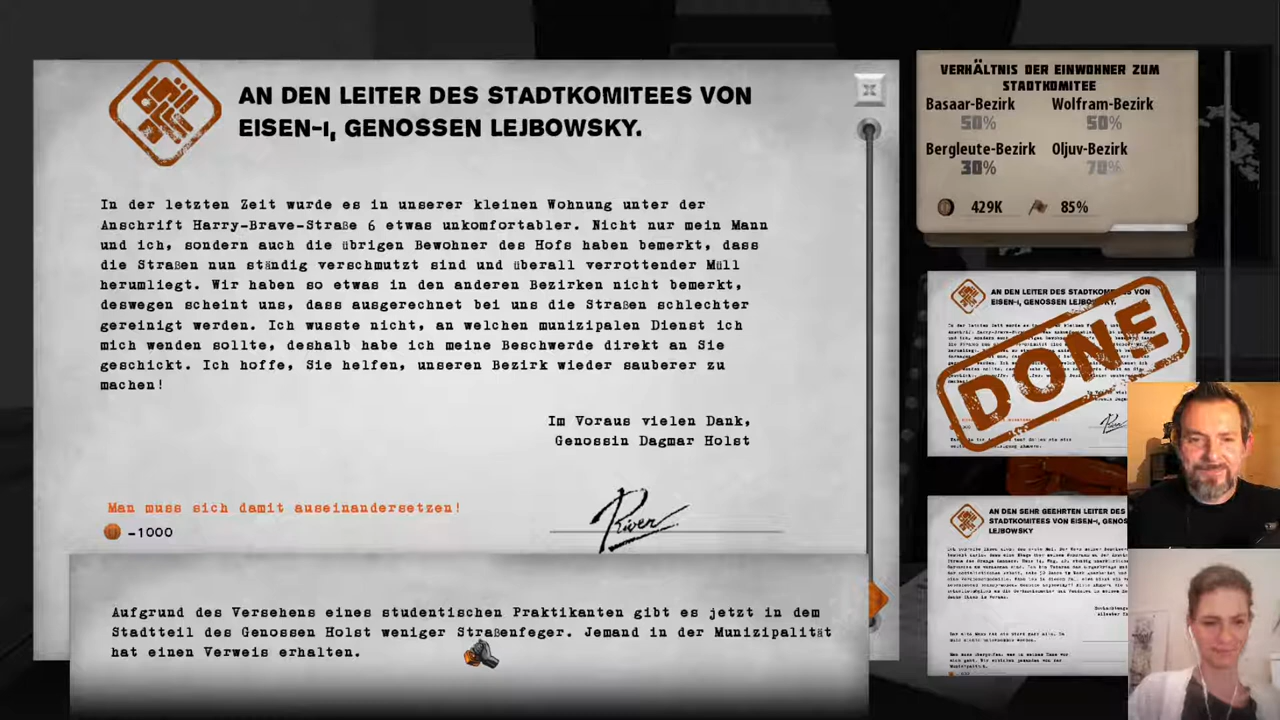 AN DEN LEITER DES STADTKOMITEES VON
EISEN-1, GENOSSEN LEJBOWSKY.
In der letzten Zeit wurde es in unserer kleinen Wohnung unter der
Anschrift Harry-Brave-Straße 6 etwas unkomfortabler. Nicht nur mein Mann
und ich, sondern auch die übrigen Bewohner des Hofs haben bemerkt, dass
die Straßen nun ständig verschmutzt sind und überall verrottender Müll
herumliegt. Wir haben so etwas in den anderen Bezirken nicht bemerkt,
deswegen scheint uns, dass ausgerechnet bei uns die Straßen schlechter
gereinigt werden. Ich wusste nicht, an welchen munizipalen Dienst ich
mich wenden sollte, deshalb habe ich meine Beschwerde direkt an Sie
geschickt. Ich hoffe, Sie helfen, unseren Bezirk wieder sauberer zu
machen!
Im Voraus vielen Dank,
Genossin Dagmar Holst
Man muss sich damit auseinandersetzen!
-1000
River
Aufgrund des Versehens eines studentischen Praktikanten gibt es jetzt in dem
Stadtteil des Genossen Holst weniger Straßenfeger. Jemand in der Munizipalität
hat einen Verweis erhalten.
VERHÄLTNIS DER EINWOHNER ZUM
STADTKOMITEE
Basaar-Bezirk Wolfram-Bezirk
50% 50%
Bergleute-Bezirk Oljuv-Bezirk
30% 70%
429K 85%
AN DEN LEITER DES STADTKOMITEES VON
EISEN-1, GENOSSEN LEJBOWSKY.
DONE
AN DEN SEHR GEEHRTEN LEITER DES
STADTKOMITEES VON EISEN-1, GENOSSEN
LEJBOWSKY